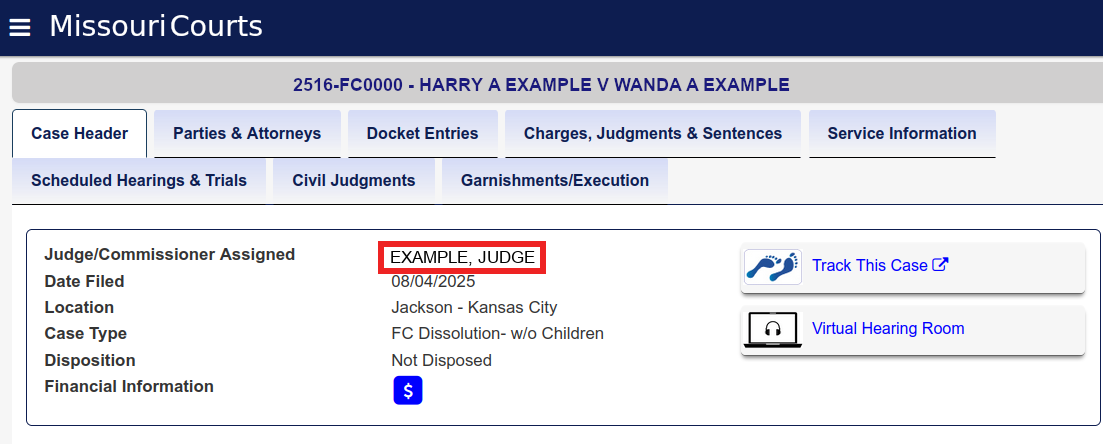 Missouri Courts
2516-FC0000 - HARRY A EXAMPLE V WANDA A EXAMPLE
Case Header Parties & Attorneys Docket Entries Charges, Judgments & Sentences Service Information
Scheduled Hearings & Trials Civil Judgments Garnishments/Execution
Judge/Commissioner Assigned EXAMPLE, JUDGE
Date Filed 08/04/2025
Location Jackson - Kansas City
Case Type FC Dissolution- w/o Children
Disposition Not Disposed
Financial Information $
Track This Case
Virtual Hearing Room